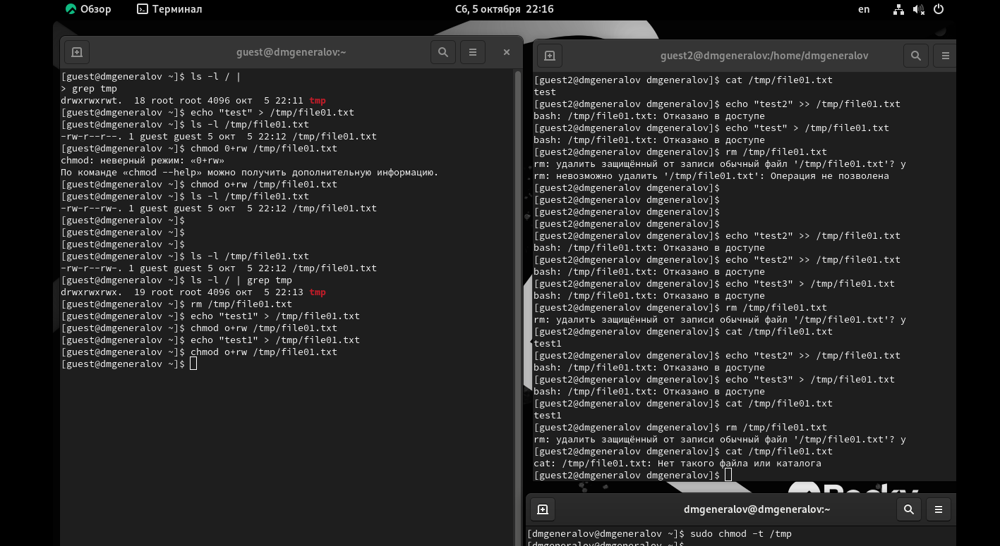 Обзор
Терминал
Сб, 5 октября 22:16
en
guest@dmgeneralov:~
[guest@dmgeneralov ~]$ ls -l / |
> grep tmp
drwxrwxrwt.  18 root root 4096 окт  5 22:11 tmp
[guest@dmgeneralov ~]$ echo "test" > /tmp/file01.txt
[guest@dmgeneralov ~]$ ls -l /tmp/file01.txt
-rw-r--r--. 1 guest guest 5 окт  5 22:12 /tmp/file01.txt
[guest@dmgeneralov ~]$ chmod 0+rw /tmp/file01.txt
chmod: неверный режим: «0+rw»
По команде «chmod --help» можно получить дополнительную информацию.
[guest@dmgeneralov ~]$ chmod o+rw /tmp/file01.txt
[guest@dmgeneralov ~]$ ls -l /tmp/file01.txt
-rw-r--rw-. 1 guest guest 5 окт  5 22:12 /tmp/file01.txt
[guest@dmgeneralov ~]$
[guest@dmgeneralov ~]$
[guest@dmgeneralov ~]$
[guest@dmgeneralov ~]$ ls -l /tmp/file01.txt
-rw-r--rw-. 1 guest guest 5 окт  5 22:12 /tmp/file01.txt
[guest@dmgeneralov ~]$ ls -l / | grep tmp
drwxrwxrwx.  19 root root 4096 окт  5 22:13 tmp
[guest@dmgeneralov ~]$ rm /tmp/file01.txt
[guest@dmgeneralov ~]$ echo "test1" > /tmp/file01.txt
[guest@dmgeneralov ~]$ chmod o+rw /tmp/file01.txt
[guest@dmgeneralov ~]$ echo "test1" > /tmp/file01.txt
[guest@dmgeneralov ~]$ chmod o+rw /tmp/file01.txt
[guest@dmgeneralov ~]$
guest2@dmgeneralov:/home/dmgeneralov
[guest2@dmgeneralov dmgeneralov]$ cat /tmp/file01.txt
test
[guest2@dmgeneralov dmgeneralov]$ echo "test2" >> /tmp/file01.txt
bash: /tmp/file01.txt: Отказано в доступе
[guest2@dmgeneralov dmgeneralov]$ echo "test" > /tmp/file01.txt
bash: /tmp/file01.txt: Отказано в доступе
[guest2@dmgeneralov dmgeneralov]$ rm /tmp/file01.txt
rm: удалить защищённый от записи обычный файл '/tmp/file01.txt'? y
rm: невозможно удалить '/tmp/file01.txt': Операция не позволена
[guest2@dmgeneralov dmgeneralov]$
[guest2@dmgeneralov dmgeneralov]$
[guest2@dmgeneralov dmgeneralov]$
[guest2@dmgeneralov dmgeneralov]$
[guest2@dmgeneralov dmgeneralov]$ echo "test2" >> /tmp/file01.txt
bash: /tmp/file01.txt: Отказано в доступе
[guest2@dmgeneralov dmgeneralov]$ echo "test2" >> /tmp/file01.txt
bash: /tmp/file01.txt: Отказано в доступе
[guest2@dmgeneralov dmgeneralov]$ echo "test3" > /tmp/file01.txt
bash: /tmp/file01.txt: Отказано в доступе
[guest2@dmgeneralov dmgeneralov]$ rm /tmp/file01.txt
rm: удалить защищённый от записи обычный файл '/tmp/file01.txt'? y
[guest2@dmgeneralov dmgeneralov]$ cat /tmp/file01.txt
test1
[guest2@dmgeneralov dmgeneralov]$ echo "test2" >> /tmp/file01.txt
bash: /tmp/file01.txt: Отказано в доступе
[guest2@dmgeneralov dmgeneralov]$ echo "test3" > /tmp/file01.txt
bash: /tmp/file01.txt: Отказано в доступе
[guest2@dmgeneralov dmgeneralov]$ cat /tmp/file01.txt
test1
[guest2@dmgeneralov dmgeneralov]$ rm /tmp/file01.txt
rm: удалить защищённый от записи обычный файл '/tmp/file01.txt'? y
[guest2@dmgeneralov dmgeneralov]$ cat /tmp/file01.txt
cat: /tmp/file01.txt: Нет такого файла или каталога
[guest2@dmgeneralov dmgeneralov]$
Rocky
dmgeneralov@dmgeneralov:~
[dmgeneralov@dmgeneralov ~]$ sudo chmod -t /tmp
[dmgeneralov@dmgeneralov ~]$